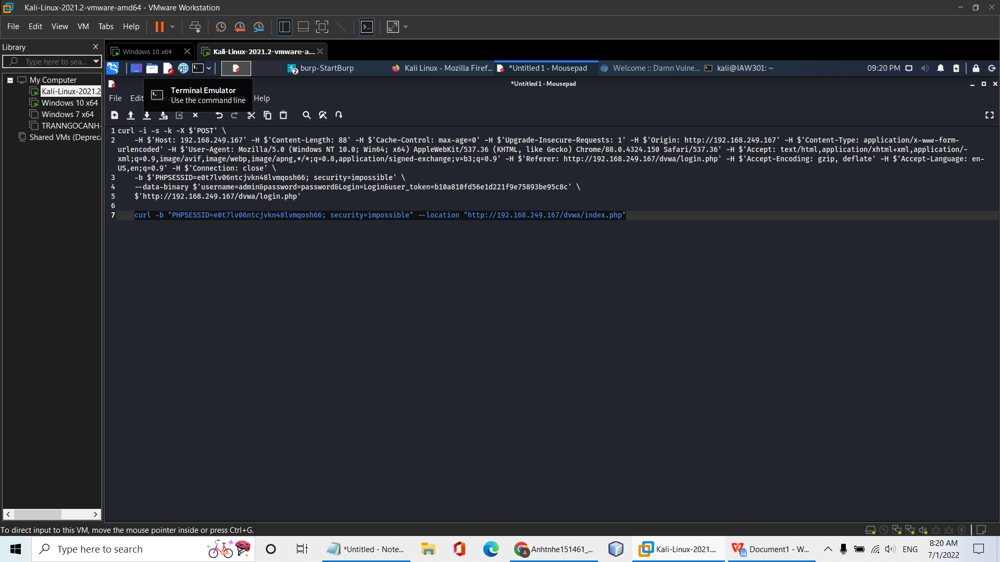 Kali-Linux-2021.2-vmware-amd64 - VMware Workstation
File Edit View VM Tabs Help
Library
Type here to sea...
My Computer
Kali-Linux-2021.2
Windows 10 x64
Windows 7 x64
TRANNGOCANH-
Shared VMs (Depreca
Windows 10 x64
Kali-Linux-2021.2-vmware-a...
burp-StartBurp
Kali Linux - Mozilla Firef...
*Untitled 1 - Mousepad
Welcome :: Damn Vulne...
kali@IAW301: ~
09:20 PM
*Untitled 1 - Mousepad
File Edit Help
Terminal Emulator
Use the command line
1 curl -i -s -k -X $'POST' \
2 -H $'Host: 192.168.249.167' -H $'Content-Length: 88' -H $'Cache-Control: max-age=0' -H $'Upgrade-Insecure-Requests: 1' -H $'Origin: http://192.168.249.167' -H $'Content-Type: application/x-www-form-
urlencoded' -H $'User-Agent: Mozilla/5.0 (Windows NT 10.0; Win64; x64) AppleWebKit/537.36 (KHTML, like Gecko) Chrome/88.0.4324.150 Safari/537.36' -H $'Accept: text/html,application/xhtml+xml,application/-
xml;q=0.9,image/avif,image/webp,image/apng,*/*;q=0.8,application/signed-exchange;v=b3;q=0.9' -H $'Referer: http://192.168.249.167/dvwa/login.php' -H $'Accept-Encoding: gzip, deflate' -H $'Accept-Language: en-
US,en;q=0.9' -H $'Connection: close' \
3 -b $'PHPSESSID=e0t7lv06ntcjvkn48lvmqosh66; security=impossible' \
4 --data-binary $'username=admin&password=password&Login=Login&user_token=b10a810fd56e1d221f9e75893be95c8c' \
5 $'http://192.168.249.167/dvwa/login.php'
6
7 curl -b "PHPSESSID=e0t7lv06ntcjvkn48lvmqosh66; security=impossible" --location "http://192.168.249.167/dvwa/index.php"
To direct input to this VM, move the mouse pointer inside or press Ctrl+G.
Type here to search
*Untitled - Note...
Anhtnhe151461_...
Kali-Linux-2021....
Document1 - W...
ENG
8:20 AM
7/1/2022